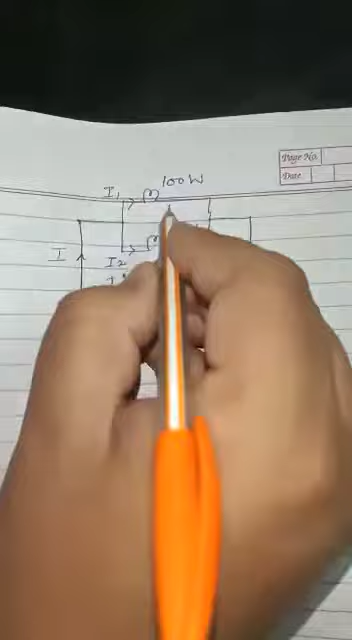 Page No.
Date
I₁ 100W
I
I₂